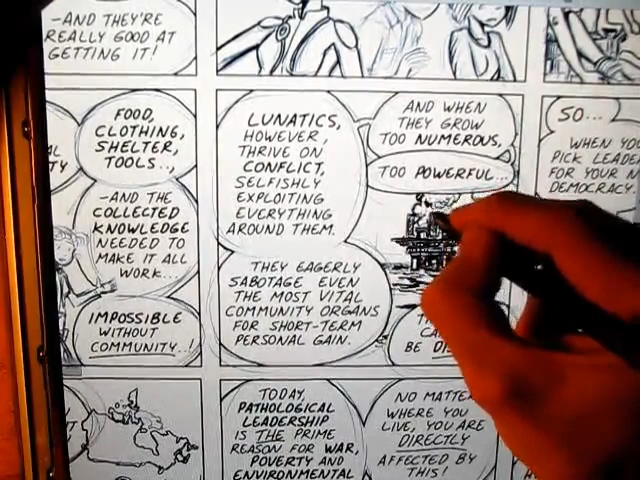 -AND THEY'RE
REALLY GOOD AT
GETTING IT!
FOOD,
CLOTHING,
SHELTER,
TOOLS..,
-AND THE
COLLECTED
KNOWLEDGE
NEEDED TO
MAKE IT ALL
WORK...
IMPOSSIBLE
WITHOUT
COMMUNITY..!
LUNATICS,
HOWEVER,
THRIVE ON
CONFLICT,
SELFISHLY
EXPLOITING
EVERYTHING
AROUND THEM.
THEY EAGERLY
SABOTAGE EVEN
THE MOST VITAL
COMMUNITY ORGANS
FOR SHORT-TERM
PERSONAL GAIN.
AND WHEN
THEY GROW
TOO NUMEROUS,
TOO POWERFUL...
BE
SO...
WHEN YOU
PICK
FOR YOUR
DEMOCRACY
TODAY,
PATHOLOGICAL
LEADERSHIP
IS THE PRIME
REASON FOR WAR,
POVERTY AND
ENVIRONMENTAL
NO MATTER
WHERE YOU
LIVE, YOU ARE
DIRECTLY
AFFECTED BY
THIS!